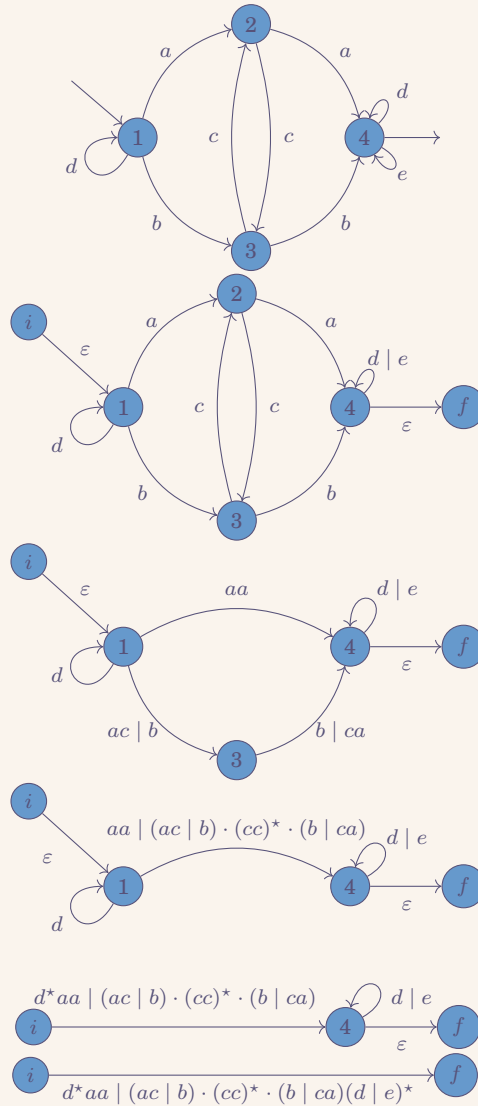 2
a a
d
1 c c 4
d
e
b b
3
2
i
ε a a
d | e
1 c c 4 f
d ε
b b
3
i
ε aa d | e
1 4 f
d ε
ac | b b | ca
3
i
aa | (ac | b) · (cc)⋆ · (b | ca) d | e
ε
1 4 f
d ε
d⋆aa | (ac | b) · (cc)⋆ · (b | ca) d | e
i 4 f
ε
i f
d⋆aa | (ac | b) · (cc)⋆ · (b | ca)(d | e)⋆